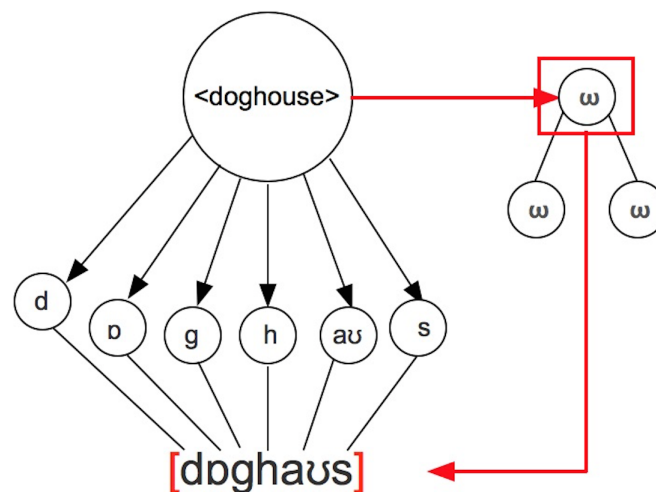 <doghouse>
ω
ω ω
d ɒ g h aʊ s
[dɒghaʊs]